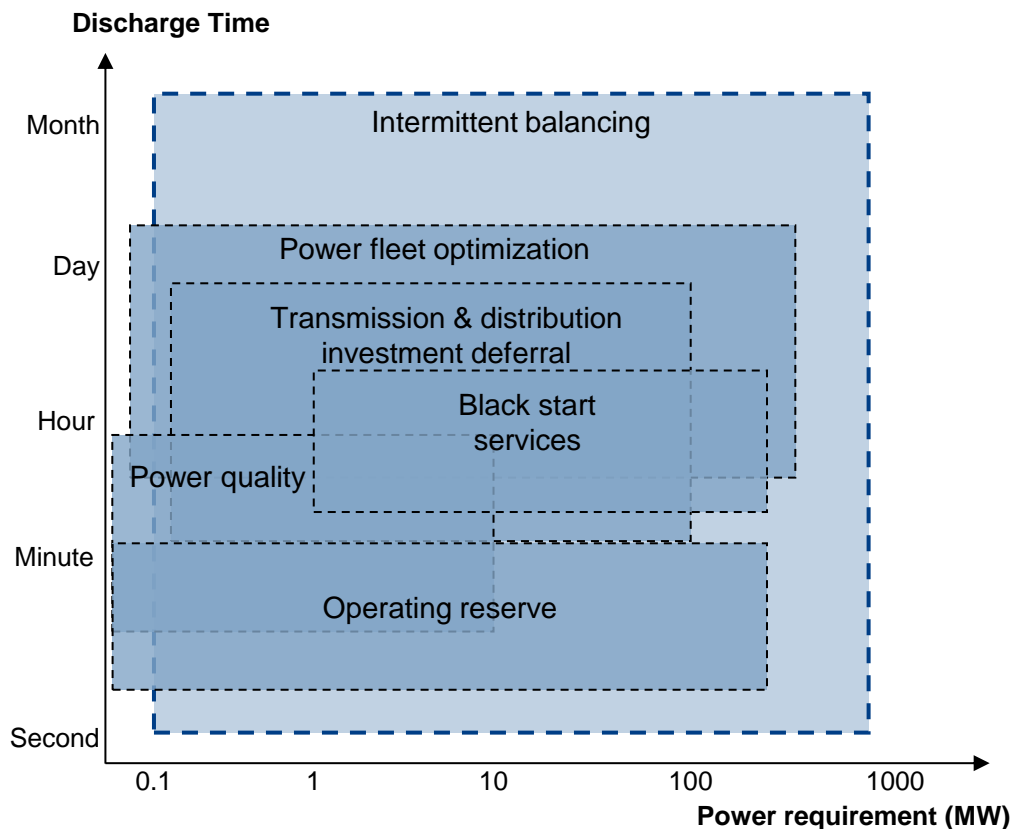 Discharge Time
Month
Intermittent balancing
Day
Power fleet optimization
Transmission & distribution
investment deferral
Hour
Black start
services
Power quality
Minute
Operating reserve
Second
0.1
1
10
100
1000
Power requirement (MW)